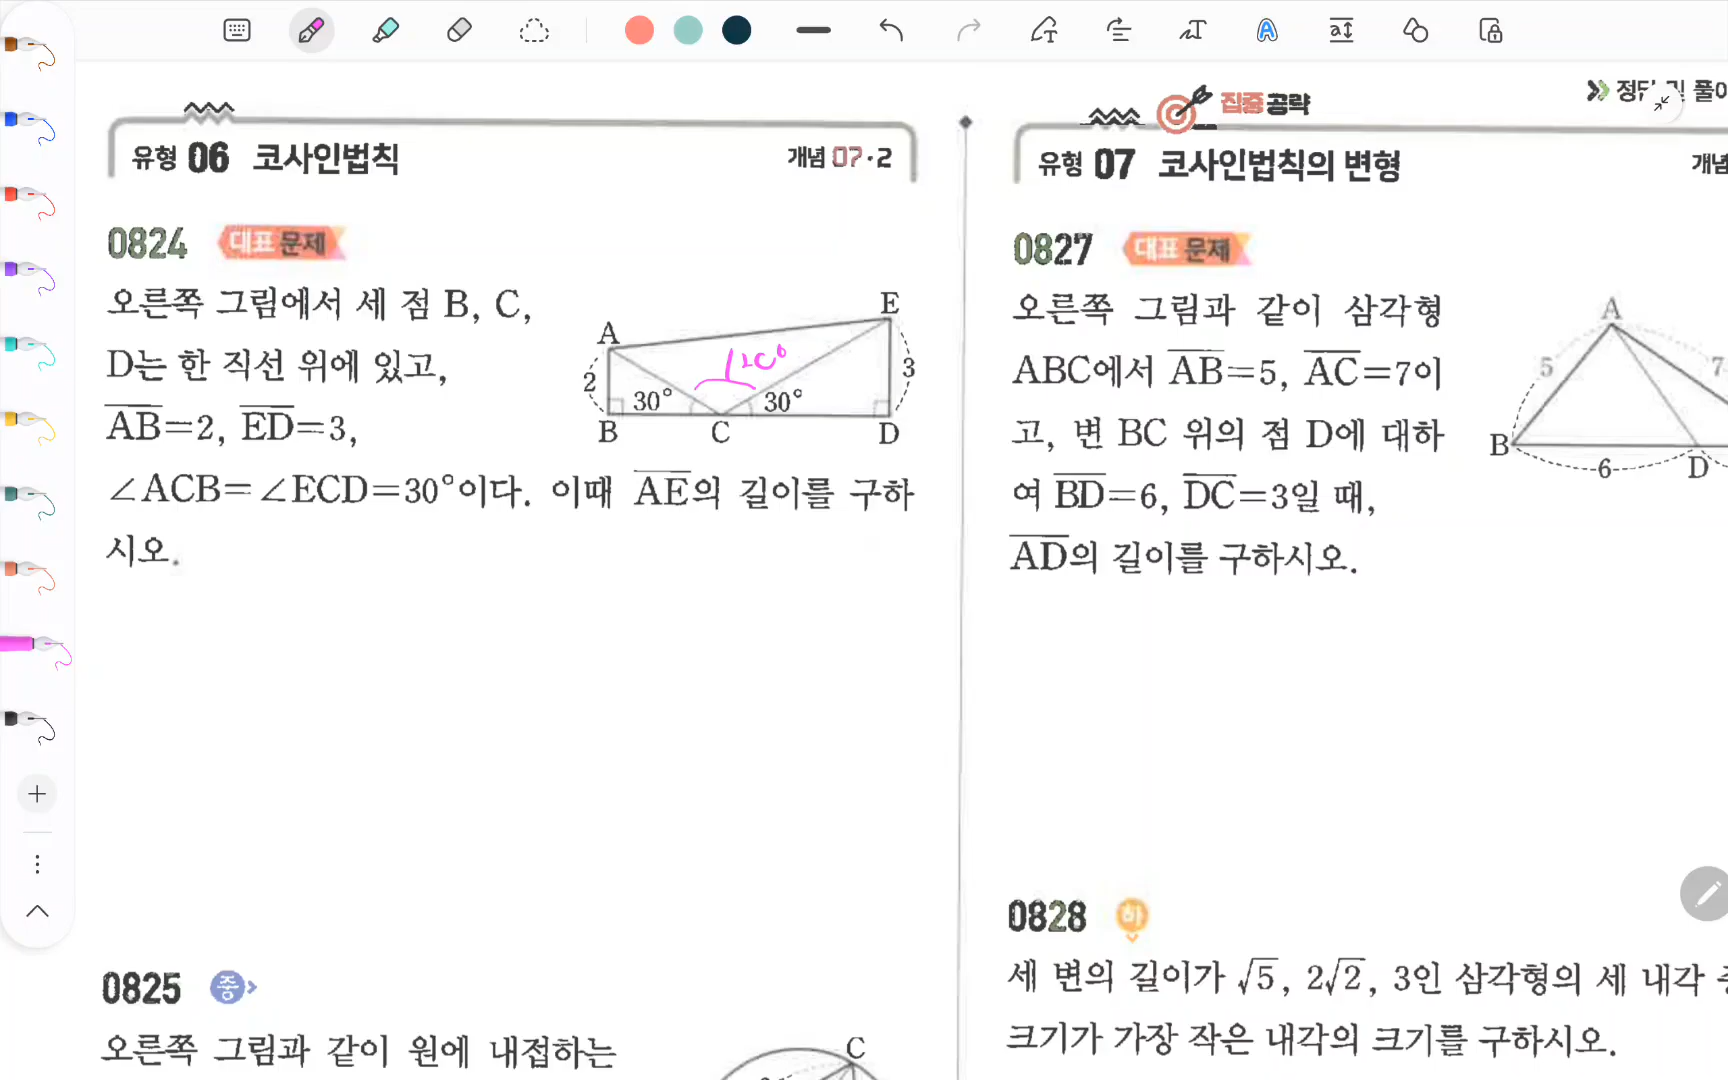 유형 06 코사인법칙
개념 07·2
0824 대표 문제
오른쪽 그림에서 세 점 B, C,
D는 한 직선 위에 있고,
AB=2, ED=3,
∠ACB=∠ECD=30°이다. 이때 AE의 길이를 구하
시오.
A
E
2
3
120°
30°
30°
B
C
D
0825 중
오른쪽 그림과 같이 원에 내접하는
C
집중 공략
유형 07 코사인법칙의 변형
개념
0827 대표 문제
오른쪽 그림과 같이 삼각형
ABC에서 AB=5, AC=7이
고, 변 BC 위의 점 D에 대하
여 BD=6, DC=3일 때,
AD의 길이를 구하시오.
A
5
7
B
6
D
0828 하
세 변의 길이가 √5, 2√2, 3인 삼각형의 세 내각
크기가 가장 작은 내각의 크기를 구하시오.